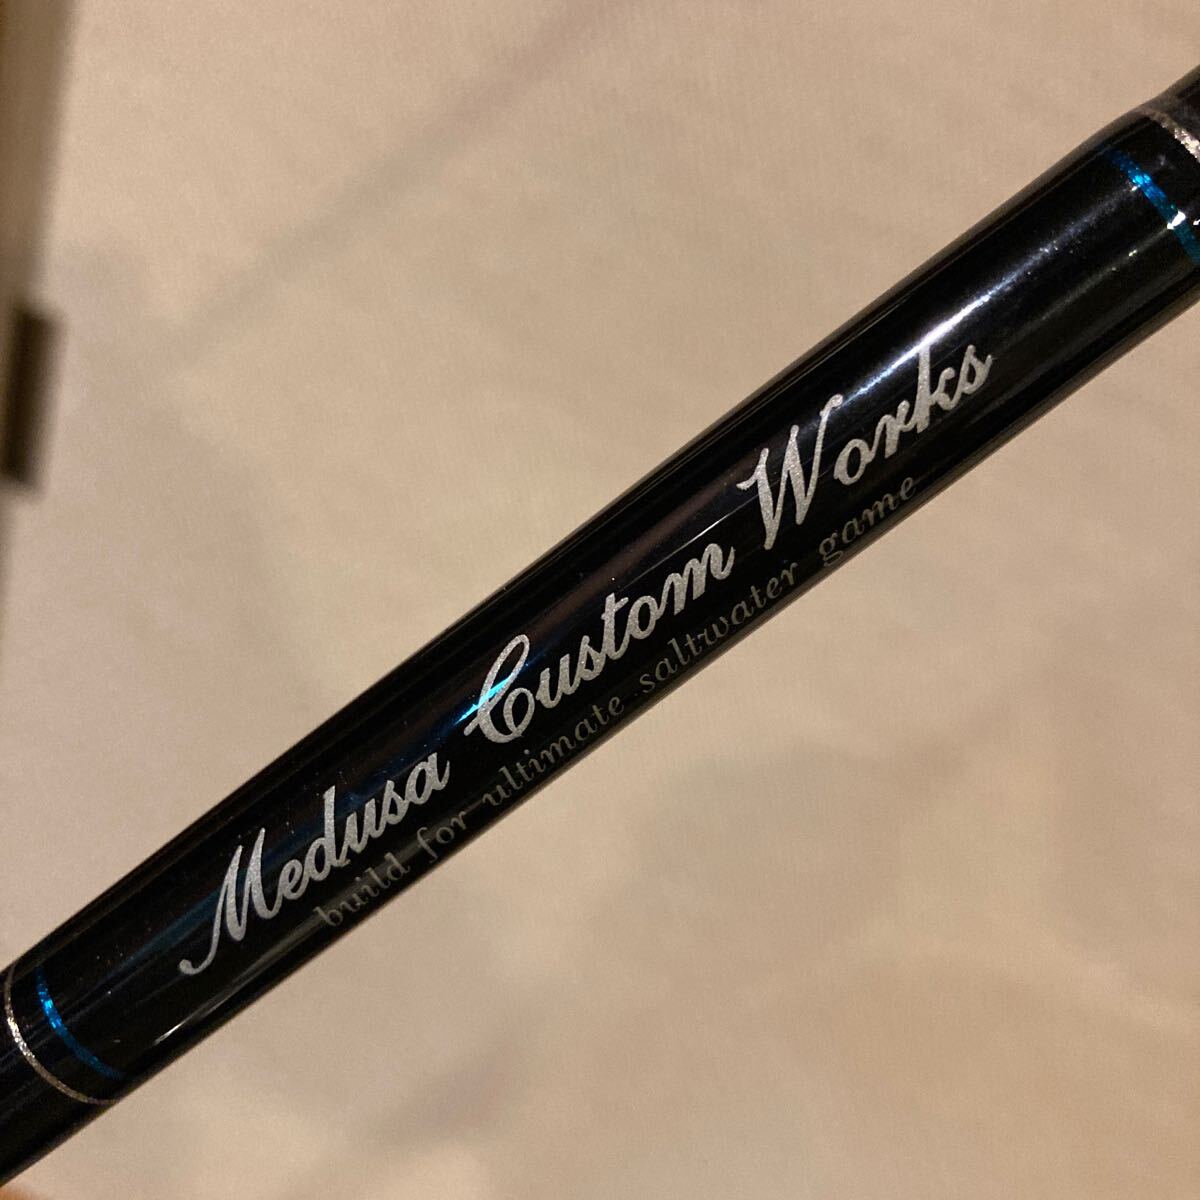 Medusa Custom Works
build for ultimate saltwater game